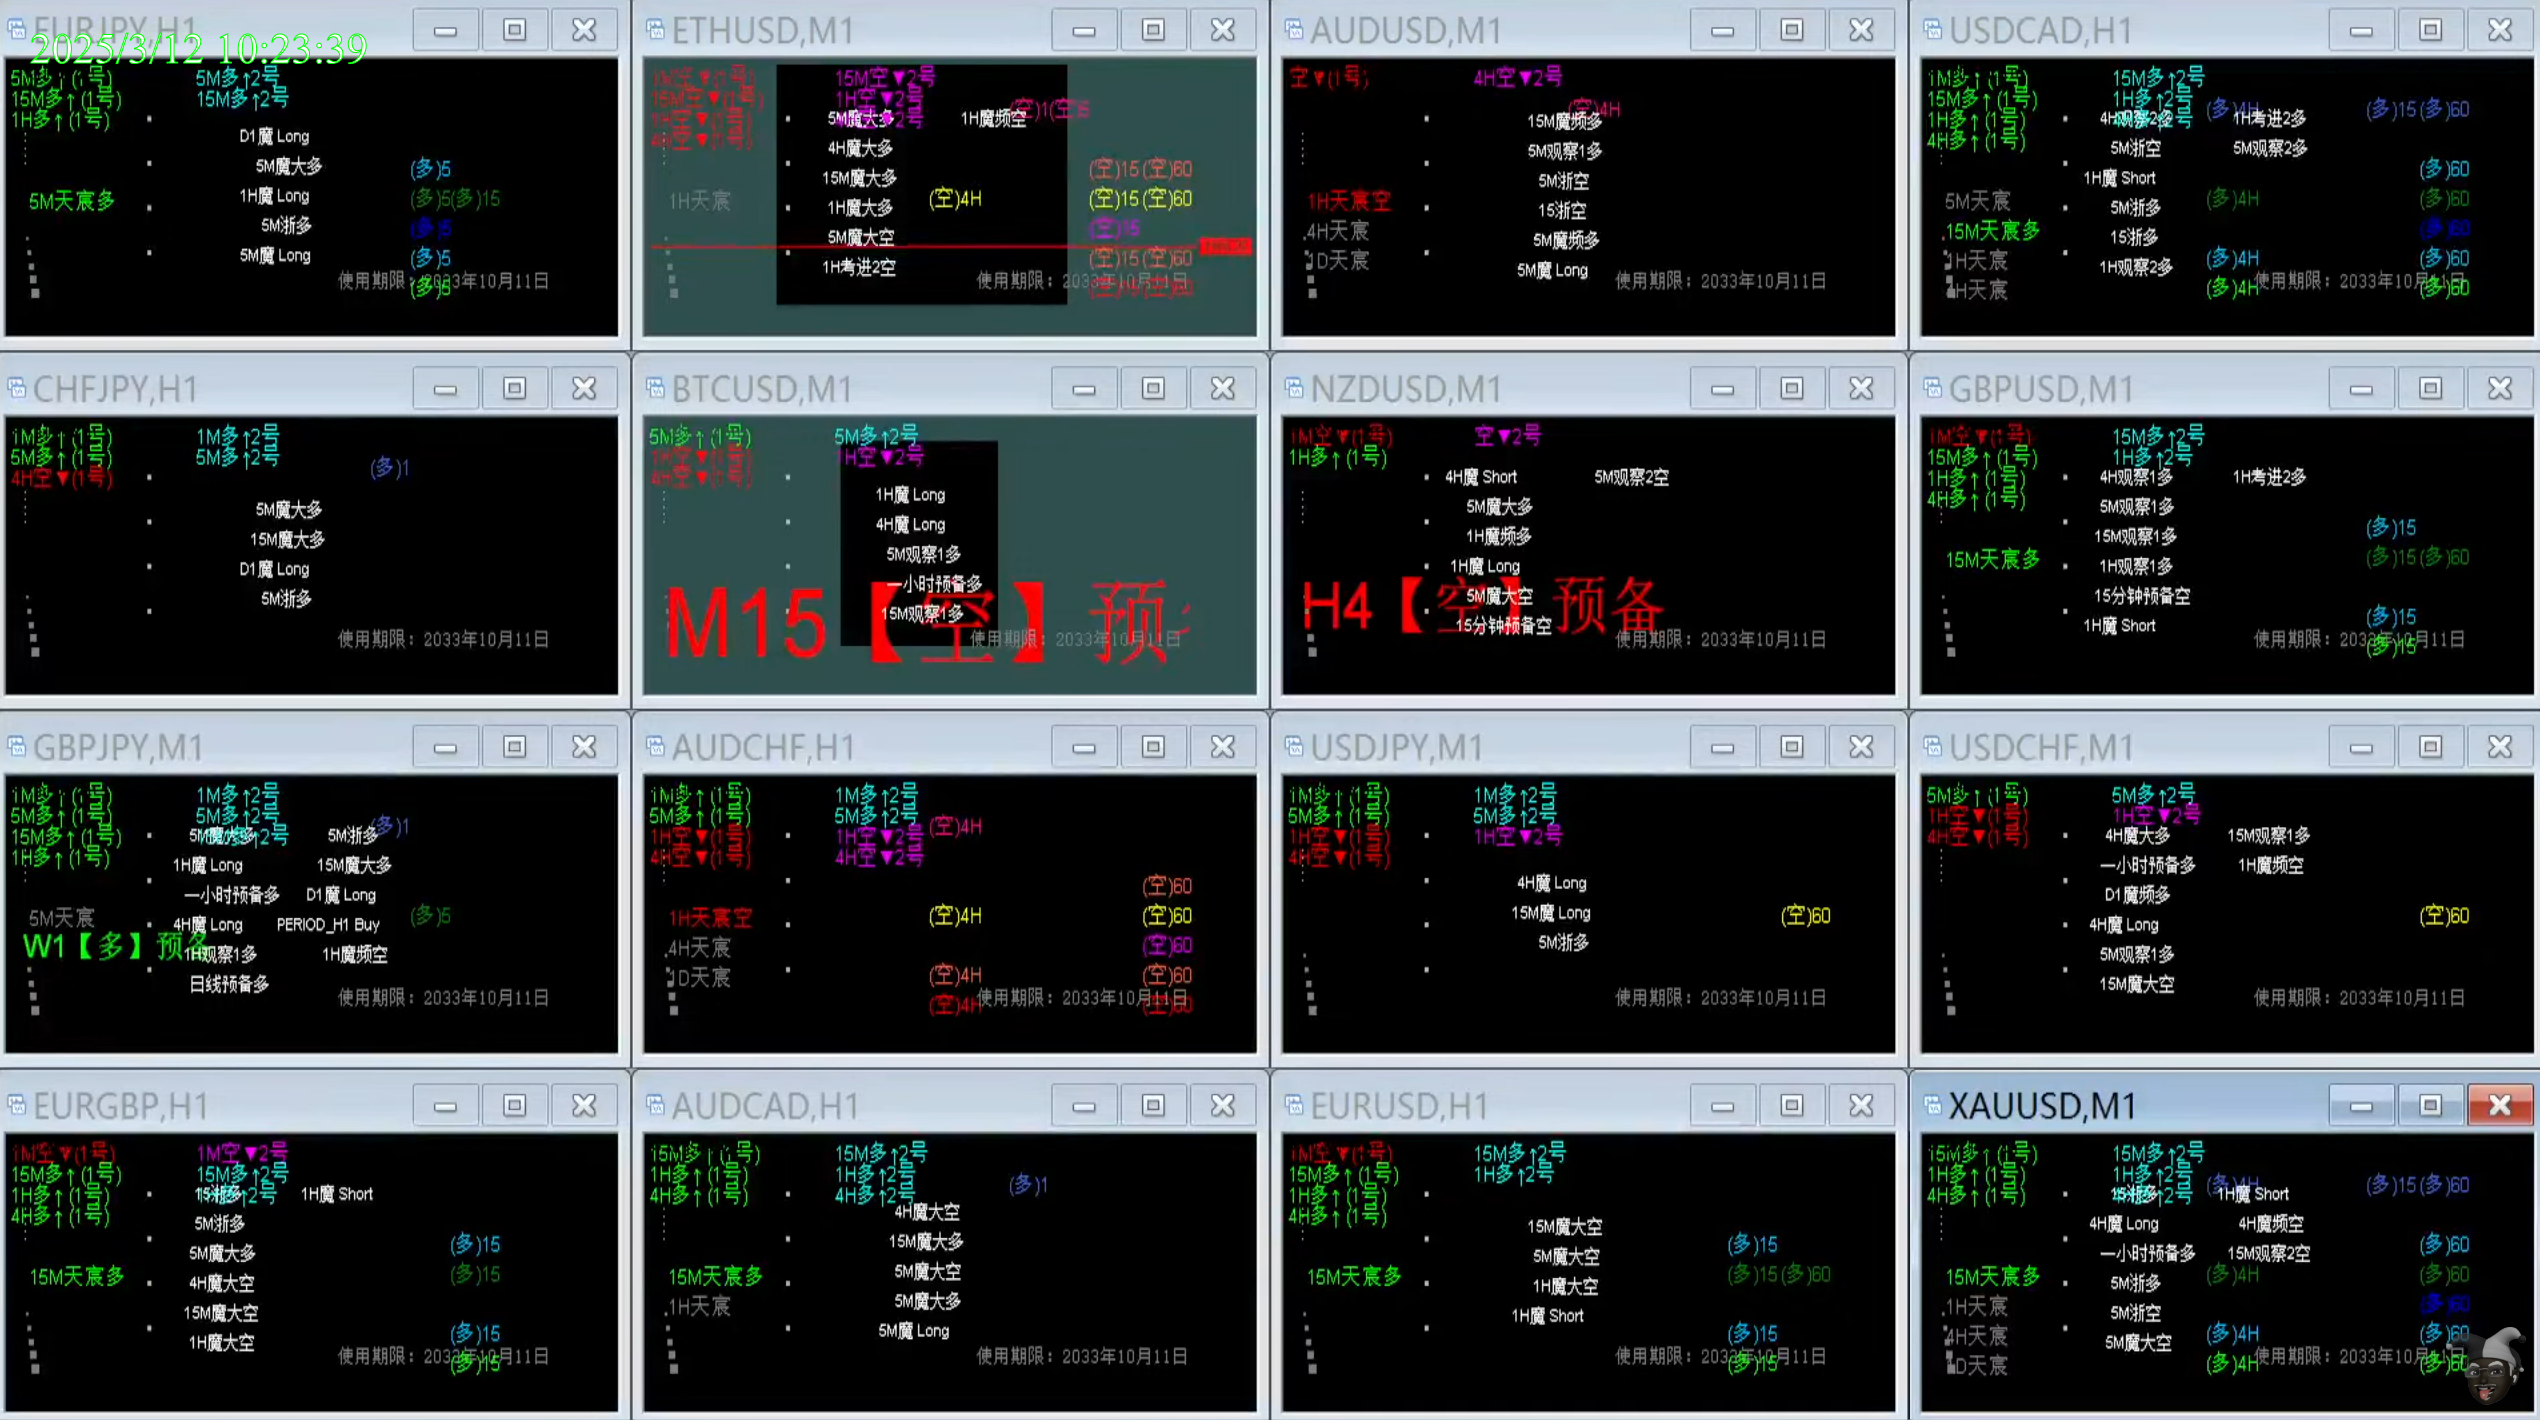 EURJPY,H1
2025/3/12 10:23:39
5M多↑(1号) 5M多↑2号
15M多↑(1号) 15M多↑2号
1H多↑(1号)
D1魔 Long
5M魔大多 (多)5
5M天宸多 1H魔 Long (多)5(多)15
5M浙多 (多)5
5M魔 Long (多)5
使用期限：2033年10月11日
(多)5
ETHUSD,M1
1M空▼(1号) 15M空▼2号
15M空▼(1号) 1H空▼2号
1H空▼(1号) 5M魔大多 1H魔频空 (空)1(空)5
4H空▼(1号) 4H魔大多
15M魔大多 (空)15(空)60
1H天宸 1H魔大多 (空)4H (空)15(空)60
5M魔大空 (空)15
1H考进2空 (空)15(空)60
使用期限：2033年10月11日
AUDUSD,M1
空▼(1号) 4H空▼2号
(空)4H
15M魔频多
5M观察1多
5M浙空
1H天宸空 15浙空
4H天宸 5M魔频多
1D天宸 5M魔 Long
使用期限：2033年10月11日
USDCAD,H1
1M多↑(1号) 15M多↑2号
15M多↑(1号) 1H多↑2号 (多)4H (多)15(多)60
1H多↑(1号) 4H观察2多 1H考进2多
4H多↑(1号) 5M浙空 5M观察2多
1H魔 Short (多)60
5M天宸 5M浙多 (多)4H (多)60
15M天宸多 15浙多 (多)60
1H天宸 1H观察2多 (多)4H (多)60
4H天宸 (多)4H (多)60
使用期限：2033年10月11日
CHFJPY,H1
1M多↑(1号) 1M多↑2号
5M多↑(1号) 5M多↑2号 (多)1
4H空▼(1号)
5M魔大多
15M魔大多
D1魔 Long
5M浙多
使用期限：2033年10月11日
BTCUSD,M1
5M多↑(1号) 5M多↑2号
1H空▼(1号) 1H空▼2号
4H空▼(1号)
1H魔 Long
4H魔 Long
5M观察1多
一小时预备多
15M观察1多
M15【空】预
使用期限：2033年10月11日
NZDUSD,M1
1M空▼(1号) 空▼2号
1H多↑(1号)
4H魔 Short 5M观察2空
5M魔大多
1H魔频多
1H魔 Long
5M魔大空
H4【空】预备
15分钟预备空
使用期限：2033年10月11日
GBPUSD,M1
1M空▼(1号) 15M多↑2号
15M多↑(1号) 1H多↑2号
1H多↑(1号) 4H观察1多 1H考进2多
4H多↑(1号) 5M观察1多
15M观察1多 (多)15
15M天宸多 1H观察1多 (多)15(多)60
15分钟预备空
1H魔 Short (多)15
使用期限：2033年10月11日
(多)15
GBPJPY,M1
1M多↑(1号) 1M多↑2号
5M多↑(1号) 5M多↑2号 (多)1
15M多↑(1号) 5M魔大多 5M浙多
1H多↑(1号) 1H魔 Long 15M魔大多
一小时预备多 D1魔 Long
5M天宸 4H魔 Long PERIOD_H1 Buy (多)5
W1【多】预备
1H观察1多 1H魔频空
日线预备多
使用期限：2033年10月11日
AUDCHF,H1
1M多↑(1号) 1M多↑2号
5M多↑(1号) 5M多↑2号 (空)4H
1H空▼(1号) 1H空▼2号
4H空▼(1号) 4H空▼2号
(空)60
1H天宸空 (空)4H (空)60
4H天宸 (空)60
1D天宸 (空)4H (空)60
(空)4H (空)60
使用期限：2033年10月11日
USDJPY,M1
1M多↑(1号) 1M多↑2号
5M多↑(1号) 5M多↑2号
1H空▼(1号) 1H空▼2号
4H空▼(1号)
4H魔 Long
15M魔 Long (空)60
5M浙多
使用期限：2033年10月11日
USDCHF,M1
5M多↑(1号) 5M多↑2号
1H空▼(1号) 1H空▼2号
4H空▼(1号) 4H魔大多 15M观察1多
一小时预备多 1H魔频空
D1魔频多
4H魔 Long (空)60
5M观察1多
15M魔大空
使用期限：2033年10月11日
EURGBP,H1
1M空▼(1号) 1M空▼2号
15M多↑(1号) 15M多↑2号
1H多↑(1号) 15浙多 1H魔 Short
4H多↑(1号) 5M浙多
5M魔大多 (多)15
15M天宸多 4H魔大空 (多)15
15M魔大空
1H魔大空 (多)15
使用期限：2033年10月11日
(多)15
AUDCAD,H1
15M多↑(1号) 15M多↑2号
1H多↑(1号) 1H多↑2号 (多)1
4H多↑(1号) 4H多↑2号
4H魔大空
15M魔大多
15M天宸多 5M魔大空
1H天宸 5M魔大多
5M魔 Long
使用期限：2033年10月11日
EURUSD,H1
1M空▼(1号) 15M多↑2号
15M多↑(1号) 1H多↑2号
1H多↑(1号)
4H多↑(1号) 15M魔大空
5M魔大空 (多)15
15M天宸多 1H魔大空 (多)15(多)60
1H魔 Short (多)15
使用期限：2033年10月11日
(多)15
XAUUSD,M1
15M多↑(1号) 15M多↑2号
1H多↑(1号) 1H多↑2号 (多)4H (多)15(多)60
4H多↑(1号) 15浙多 1H魔 Short
4H魔 Long 4H魔频空
一小时预备多 15M观察2空 (多)60
15M天宸多 5M浙多 (多)4H (多)60
1H天宸 5M浙空 (多)60
4H天宸 5M魔大空 (多)4H (多)60
1D天宸 (多)4H (多)60
使用期限：2033年10月11日